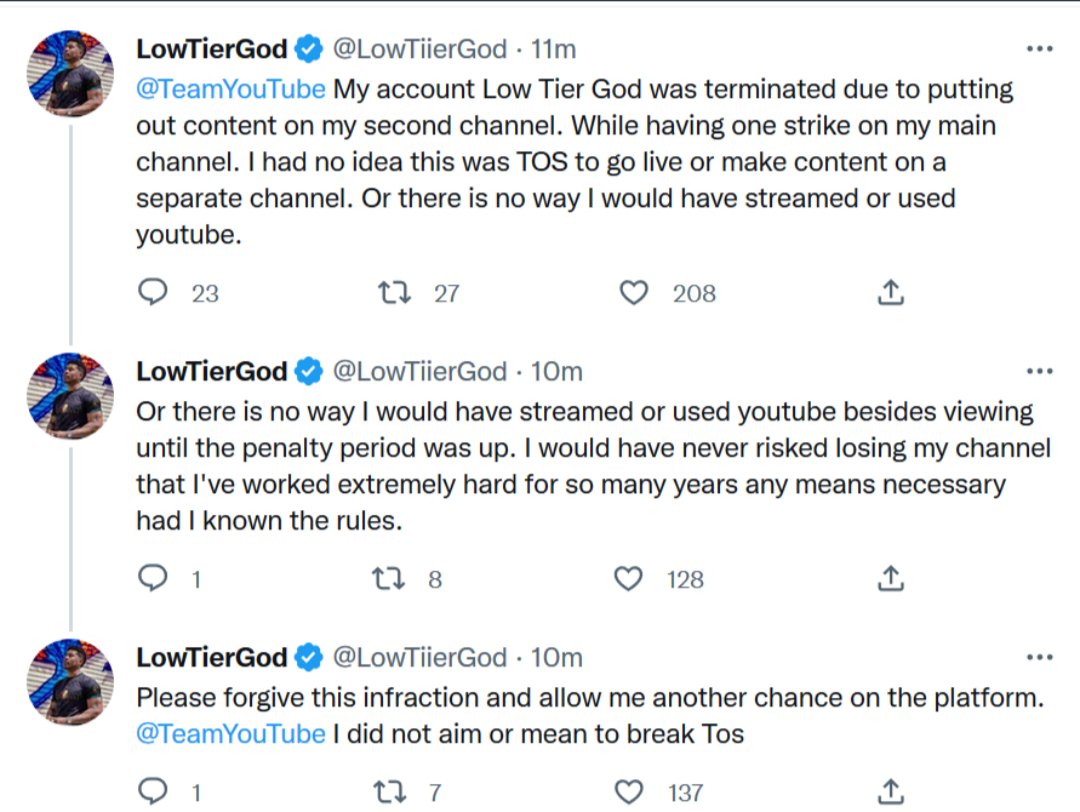 LowTierGod @LowTiierGod · 11m
@TeamYouTube My account Low Tier God was terminated due to putting
out content on my second channel. While having one strike on my main
channel. I had no idea this was TOS to go live or make content on a
separate channel. Or there is no way I would have streamed or used
youtube.
23 27 208
LowTierGod @LowTiierGod · 10m
Or there is no way I would have streamed or used youtube besides viewing
until the penalty period was up. I would have never risked losing my channel
that I've worked extremely hard for so many years any means necessary
had I known the rules.
1 8 128
LowTierGod @LowTiierGod · 10m
Please forgive this infraction and allow me another chance on the platform.
@TeamYouTube I did not aim or mean to break Tos
1 7 137